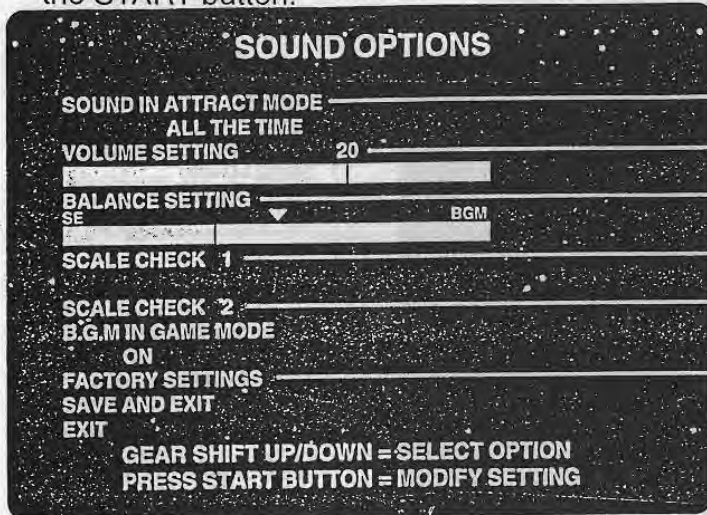 the START button.
SOUND OPTIONS
SOUND IN ATTRACT MODE
ALL THE TIME
VOLUME SETTING 20
BALANCE SETTING
SE BGM
SCALE CHECK 1
SCALE CHECK 2
B.G.M IN GAME MODE
ON
FACTORY SETTINGS
SAVE AND EXIT
EXIT
GEAR SHIFT UP/DOWN = SELECT OPTION
PRESS START BUTTON = MODIFY SETTING